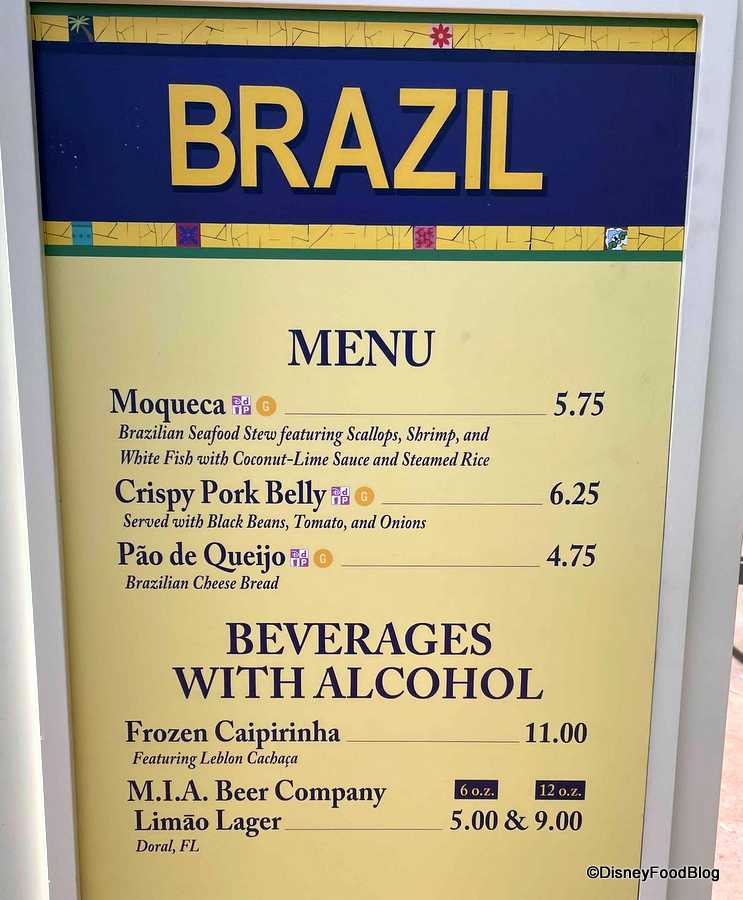 BRAZIL
MENU
Moqueca G 5.75
Brazilian Seafood Stew featuring Scallops, Shrimp, and
White Fish with Coconut-Lime Sauce and Steamed Rice
Crispy Pork Belly G 6.25
Served with Black Beans, Tomato, and Onions
Pão de Queijo G 4.75
Brazilian Cheese Bread
BEVERAGES
WITH ALCOHOL
Frozen Caipirinha 11.00
Featuring Leblon Cachaça
M.I.A. Beer Company 6 o.z. 12 o.z.
Limāo Lager 5.00 & 9.00
Doral, FL
©DisneyFoodBlog